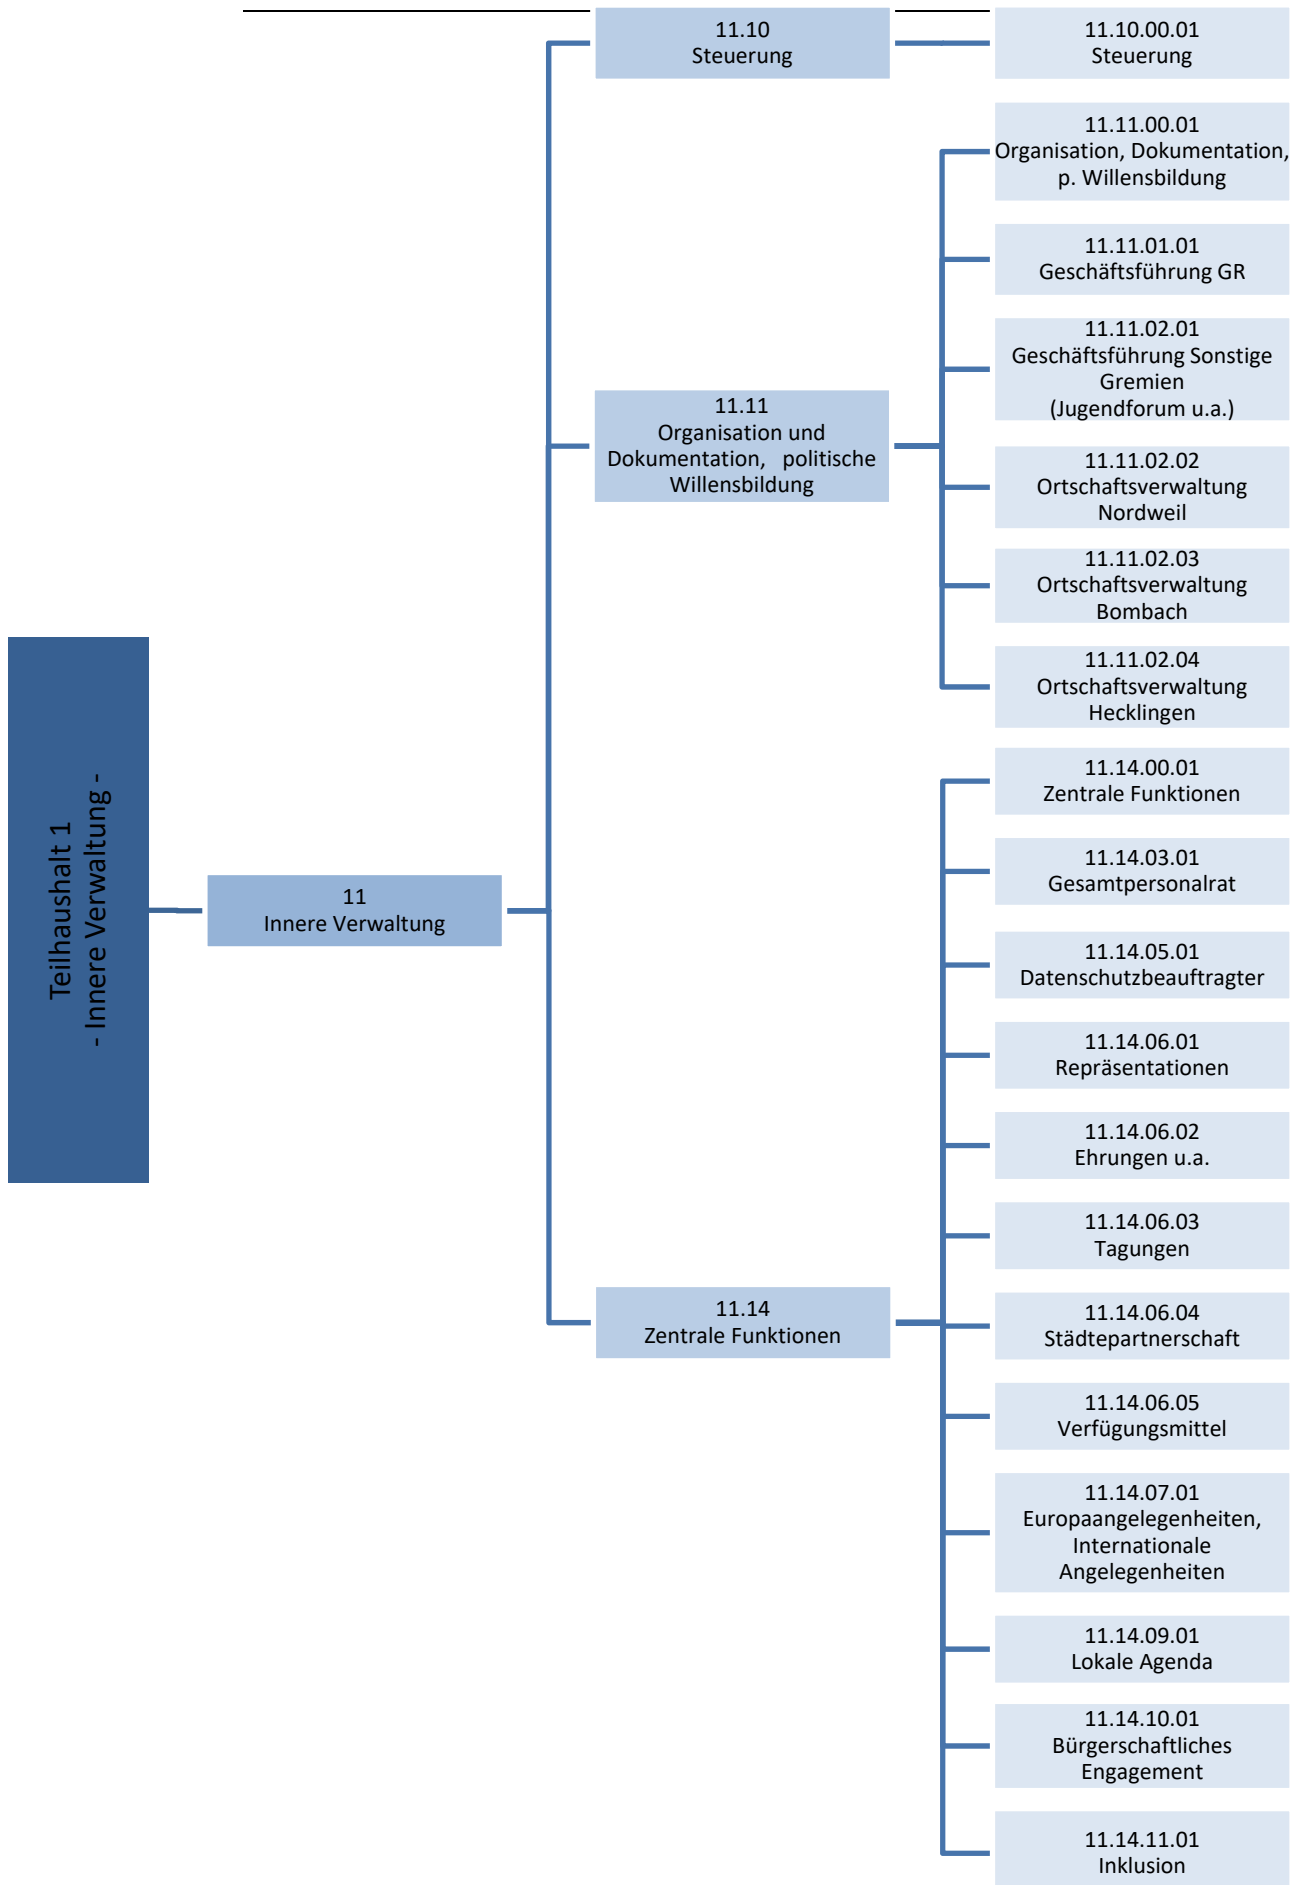 Teilhaushalt 1
- Innere Verwaltung -
11
Innere Verwaltung
11.10
Steuerung
11.10.00.01
Steuerung
11.11
Organisation und
Dokumentation, politische
Willensbildung
11.11.00.01
Organisation, Dokumentation,
p. Willensbildung
11.11.01.01
Geschäftsführung GR
11.11.02.01
Geschäftsführung Sonstige
Gremien
(Jugendforum u.a.)
11.11.02.02
Ortschaftsverwaltung
Nordweil
11.11.02.03
Ortschaftsverwaltung
Bombach
11.11.02.04
Ortschaftsverwaltung
Hecklingen
11.14
Zentrale Funktionen
11.14.00.01
Zentrale Funktionen
11.14.03.01
Gesamtpersonalrat
11.14.05.01
Datenschutzbeauftragter
11.14.06.01
Repräsentationen
11.14.06.02
Ehrungen u.a.
11.14.06.03
Tagungen
11.14.06.04
Städtepartnerschaft
11.14.06.05
Verfügungsmittel
11.14.07.01
Europaangelegenheiten,
Internationale
Angelegenheiten
11.14.09.01
Lokale Agenda
11.14.10.01
Bürgerschaftliches
Engagement
11.14.11.01
Inklusion